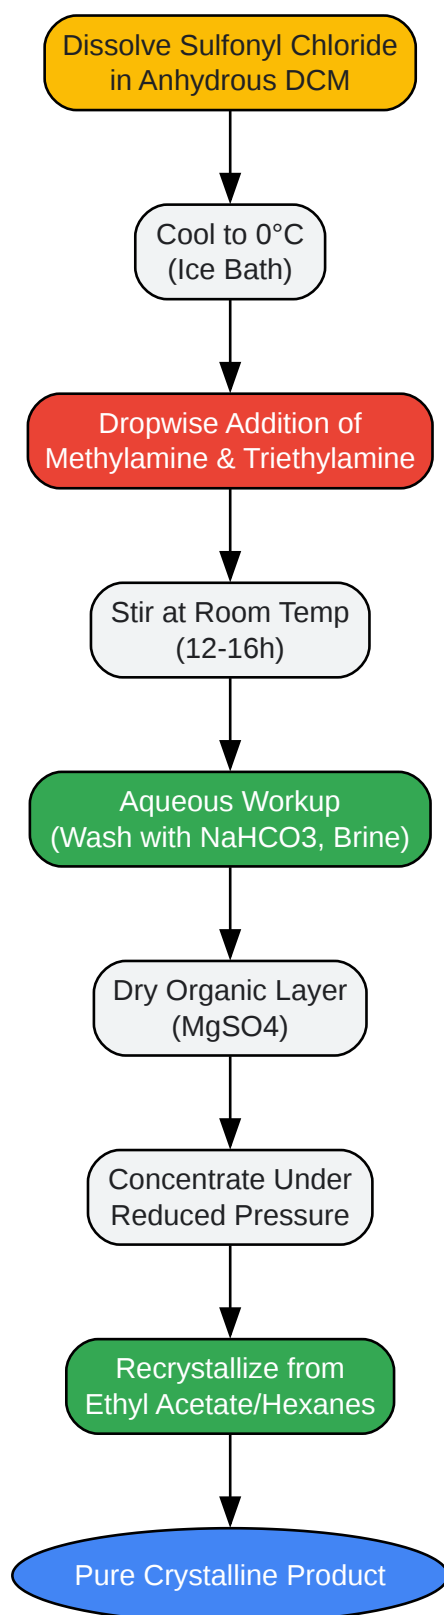 Dissolve Sulfonyl Chloride
in Anhydrous DCM
Cool to 0°C
(Ice Bath)
Dropwise Addition of
Methylamine & Triethylamine
Stir at Room Temp
(12-16h)
Aqueous Workup
(Wash with NaHCO3, Brine)
Dry Organic Layer
(MgSO4)
Concentrate Under
Reduced Pressure
Recrystallize from
Ethyl Acetate/Hexanes
Pure Crystalline Product